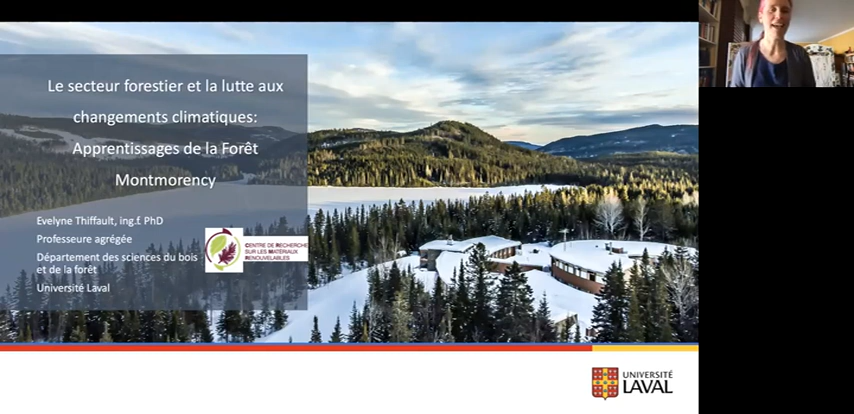 Le secteur forestier et la lutte aux
changements climatiques:
Apprentissages de la Forêt
Montmorency
Evelyne Thiffault, ing.f. PhD
Professeure agrégée
Département des sciences du bois
et de la forêt
Université Laval
CENTRE DE RECHERCHE
SUR LES MATÉRIAUX
RENOUVELABLES
UNIVERSITÉ
LAVAL